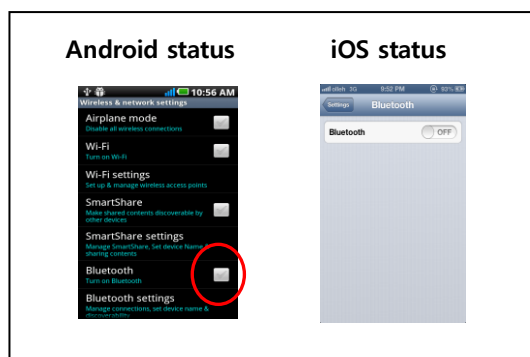 Android status
iOS status
10:56 AM
Wireless & network settings
Airplane mode
Disable all wireless connections
Wi-Fi
Turn on Wi-Fi
Wi-Fi settings
Set up & manage wireless access points
SmartShare
Make shared contents discoverable by
other devices
SmartShare settings
Manage SmartShare, Set device Name &
sharing contents
Bluetooth
Turn on Bluetooth
Bluetooth settings
Manage connections, set device name &
discoverability
olleh 3G 9:52 PM 93%
Settings Bluetooth
Bluetooth OFF